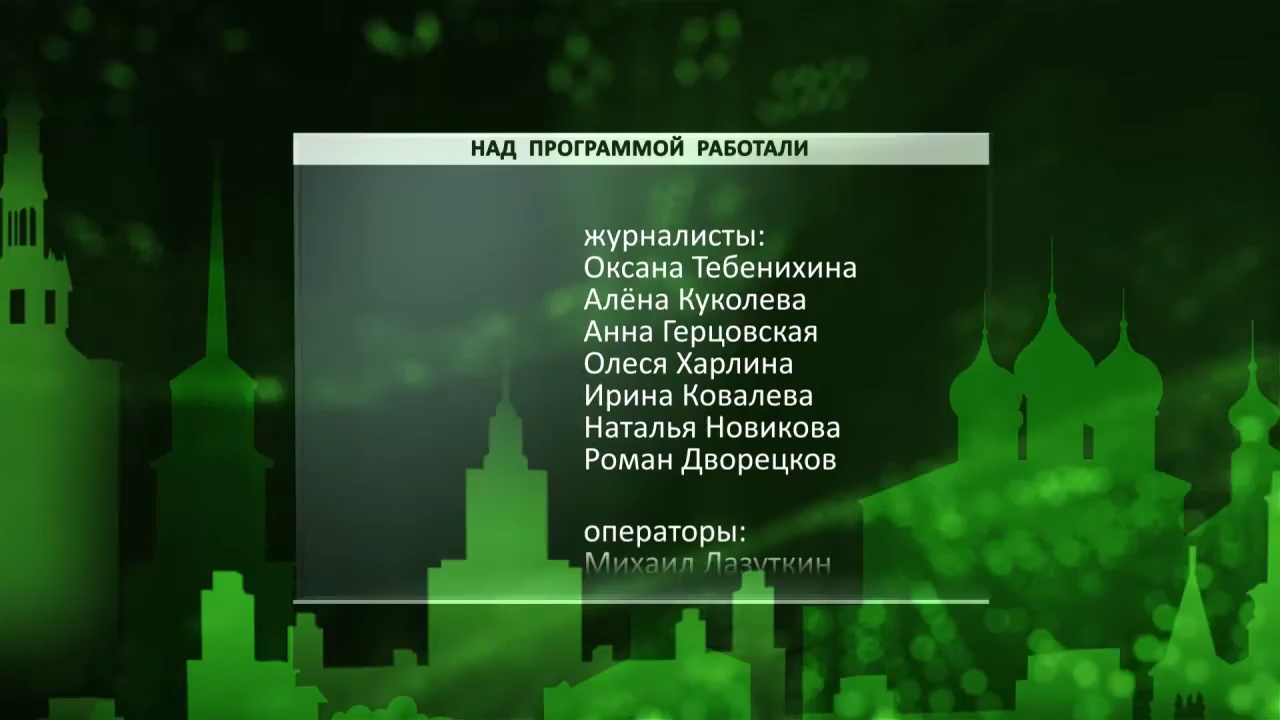 НАД ПРОГРАММОЙ РАБОТАЛИ
журналисты:
Оксана Тебенихина
Алёна Куколева
Анна Герцовская
Олеся Харлина
Ирина Ковалева
Наталья Новикова
Роман Дворецков
операторы:
Михаил Лазуткин